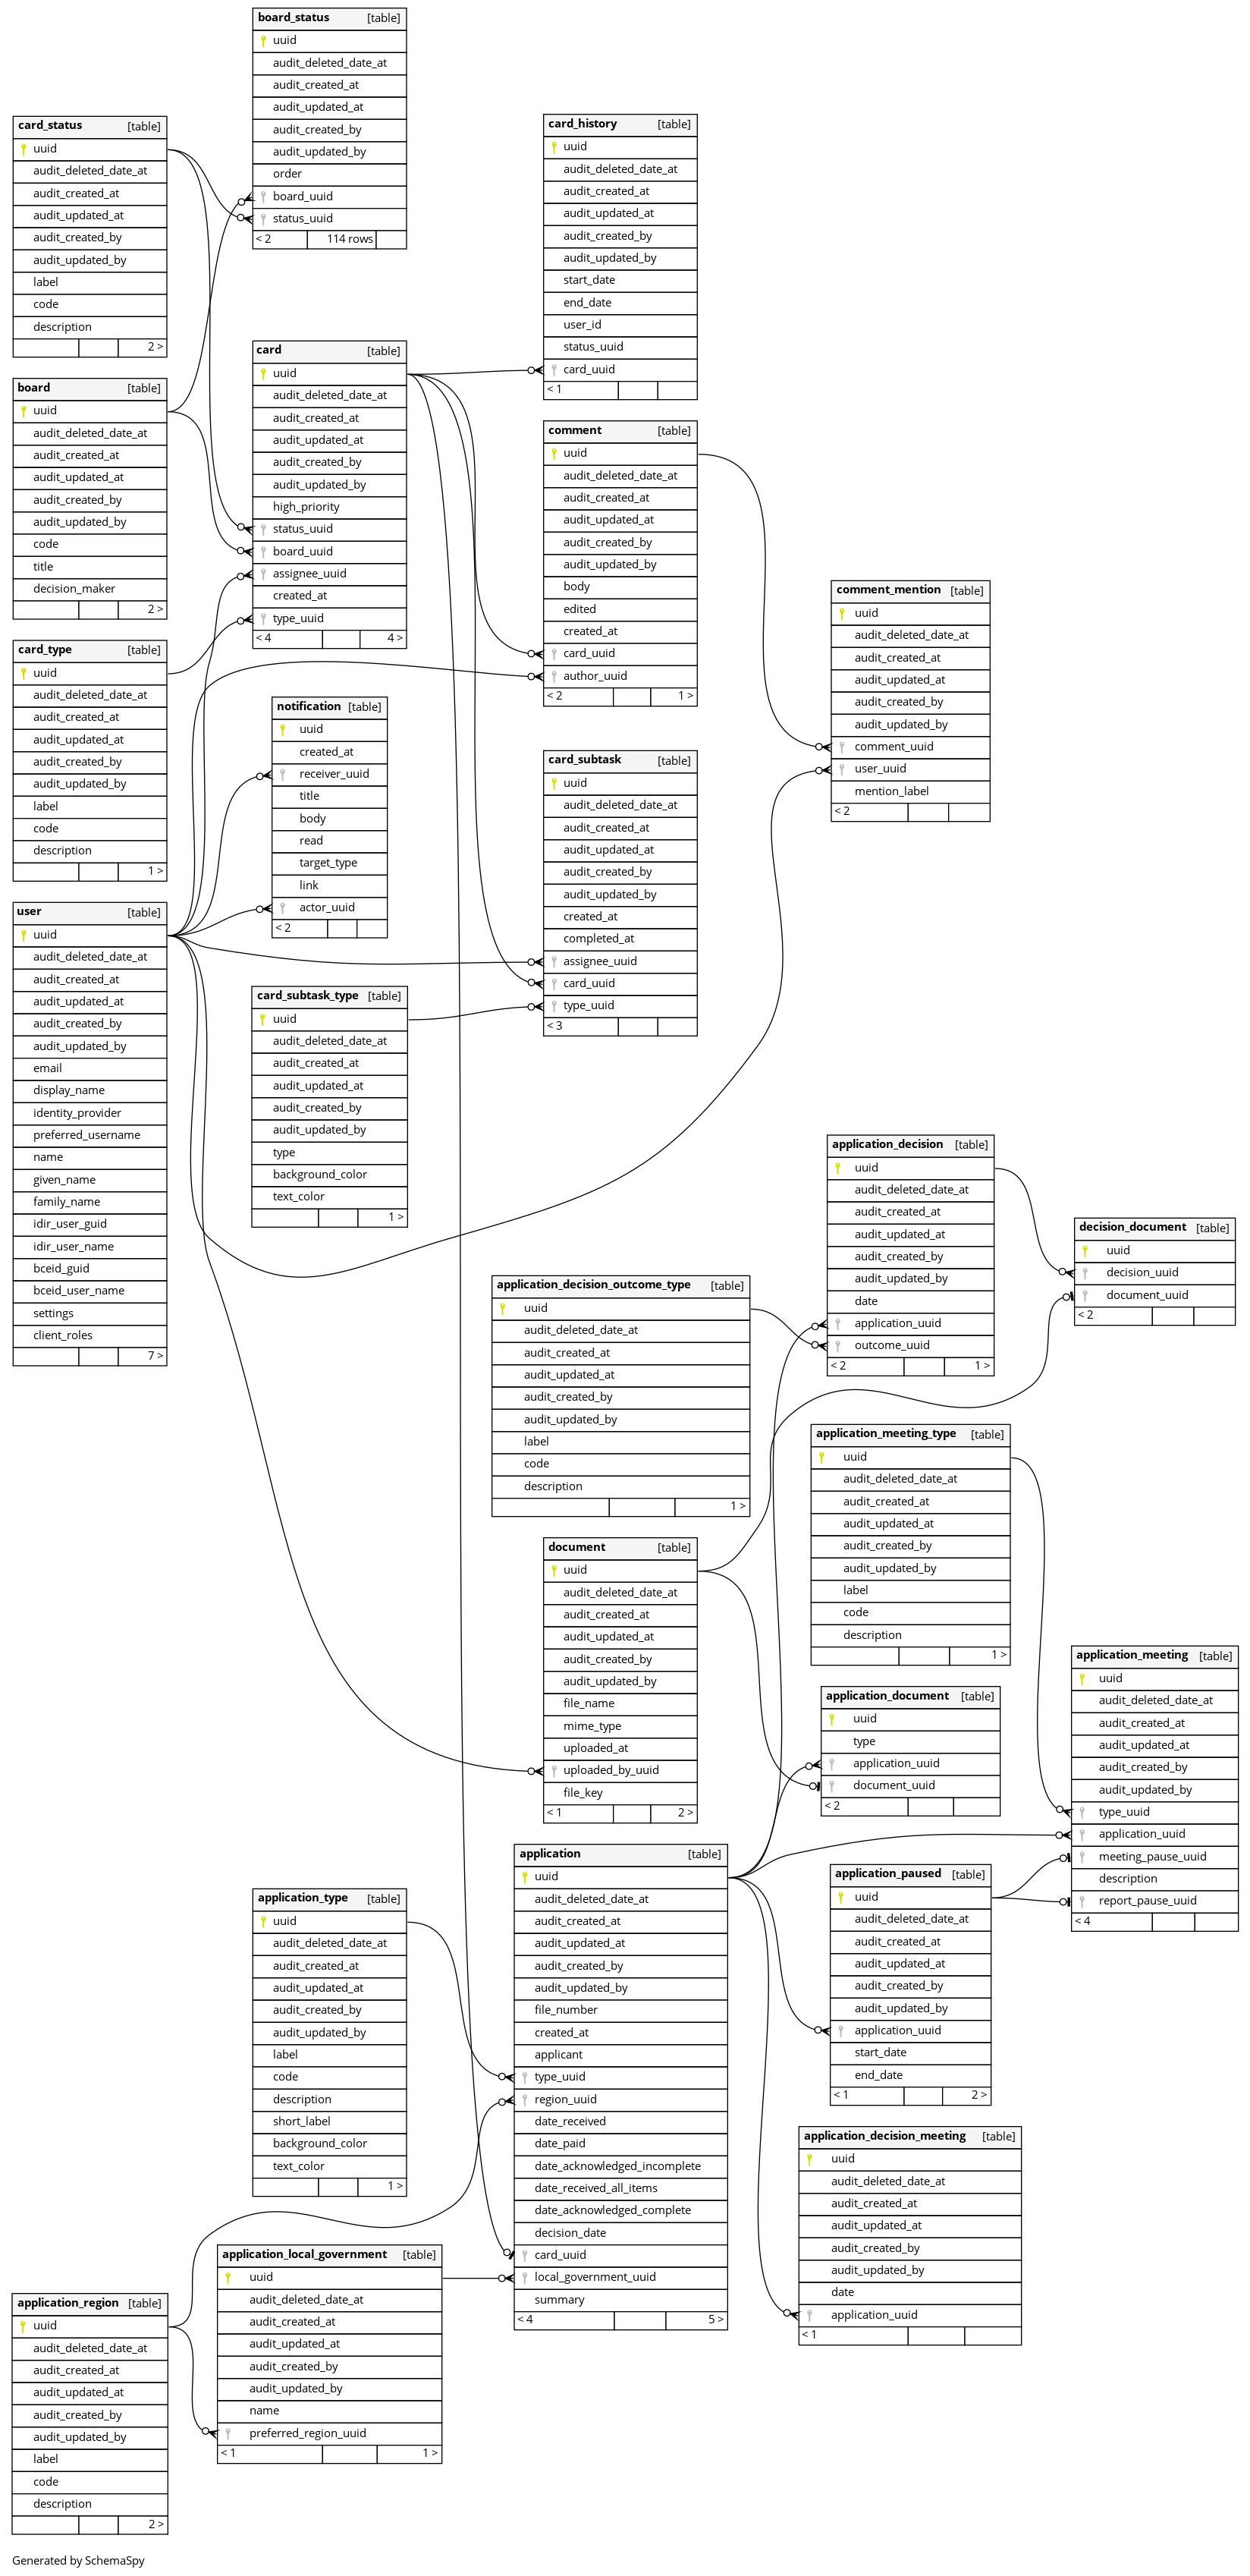 board_status [table]
uuid
audit_deleted_date_at
audit_created_at
audit_updated_at
audit_created_by
audit_updated_by
order
board_uuid
status_uuid
< 2 114 rows
card_status [table]
uuid
audit_deleted_date_at
audit_created_at
audit_updated_at
audit_created_by
audit_updated_by
label
code
description
2 >
card_history [table]
uuid
audit_deleted_date_at
audit_created_at
audit_updated_at
audit_created_by
audit_updated_by
start_date
end_date
user_id
status_uuid
card_uuid
< 1
card [table]
uuid
audit_deleted_date_at
audit_created_at
audit_updated_at
audit_created_by
audit_updated_by
high_priority
status_uuid
board_uuid
assignee_uuid
created_at
type_uuid
< 4 4 >
board [table]
uuid
audit_deleted_date_at
audit_created_at
audit_updated_at
audit_created_by
audit_updated_by
code
title
decision_maker
2 >
comment [table]
uuid
audit_deleted_date_at
audit_created_at
audit_updated_at
audit_created_by
audit_updated_by
body
edited
created_at
card_uuid
author_uuid
< 2 1 >
comment_mention [table]
uuid
audit_deleted_date_at
audit_created_at
audit_updated_at
audit_created_by
audit_updated_by
comment_uuid
user_uuid
mention_label
< 2
card_type [table]
uuid
audit_deleted_date_at
audit_created_at
audit_updated_at
audit_created_by
audit_updated_by
label
code
description
1 >
notification [table]
uuid
created_at
receiver_uuid
title
body
read
target_type
link
actor_uuid
< 2
card_subtask [table]
uuid
audit_deleted_date_at
audit_created_at
audit_updated_at
audit_created_by
audit_updated_by
created_at
completed_at
assignee_uuid
card_uuid
type_uuid
< 3
user [table]
uuid
audit_deleted_date_at
audit_created_at
audit_updated_at
audit_created_by
audit_updated_by
email
display_name
identity_provider
preferred_username
name
given_name
family_name
idir_user_guid
idir_user_name
bceid_guid
bceid_user_name
settings
client_roles
7 >
card_subtask_type [table]
uuid
audit_deleted_date_at
audit_created_at
audit_updated_at
audit_created_by
audit_updated_by
type
background_color
text_color
1 >
application_decision [table]
uuid
audit_deleted_date_at
audit_created_at
audit_updated_at
audit_created_by
audit_updated_by
date
application_uuid
outcome_uuid
< 2 1 >
decision_document [table]
uuid
decision_uuid
document_uuid
< 2
application_decision_outcome_type [table]
uuid
audit_deleted_date_at
audit_created_at
audit_updated_at
audit_created_by
audit_updated_by
label
code
description
1 >
application_meeting_type [table]
uuid
audit_deleted_date_at
audit_created_at
audit_updated_at
audit_created_by
audit_updated_by
label
code
description
1 >
document [table]
uuid
audit_deleted_date_at
audit_created_at
audit_updated_at
audit_created_by
audit_updated_by
file_name
mime_type
uploaded_at
uploaded_by_uuid
file_key
< 1 2 >
application_meeting [table]
uuid
audit_deleted_date_at
audit_created_at
audit_updated_at
audit_created_by
audit_updated_by
type_uuid
application_uuid
meeting_pause_uuid
description
report_pause_uuid
< 4
application_document [table]
uuid
type
application_uuid
document_uuid
< 2
application [table]
uuid
audit_deleted_date_at
audit_created_at
audit_updated_at
audit_created_by
audit_updated_by
file_number
created_at
applicant
type_uuid
region_uuid
date_received
date_paid
date_acknowledged_incomplete
date_received_all_items
date_acknowledged_complete
decision_date
card_uuid
local_government_uuid
summary
< 4 5 >
application_paused [table]
uuid
audit_deleted_date_at
audit_created_at
audit_updated_at
audit_created_by
audit_updated_by
application_uuid
start_date
end_date
< 1 2 >
application_type [table]
uuid
audit_deleted_date_at
audit_created_at
audit_updated_at
audit_created_by
audit_updated_by
label
code
description
short_label
background_color
text_color
1 >
application_decision_meeting [table]
uuid
audit_deleted_date_at
audit_created_at
audit_updated_at
audit_created_by
audit_updated_by
date
application_uuid
< 1
application_local_government [table]
uuid
audit_deleted_date_at
audit_created_at
audit_updated_at
audit_created_by
audit_updated_by
name
preferred_region_uuid
< 1 1 >
application_region [table]
uuid
audit_deleted_date_at
audit_created_at
audit_updated_at
audit_created_by
audit_updated_by
label
code
description
2 >
Generated by SchemaSpy